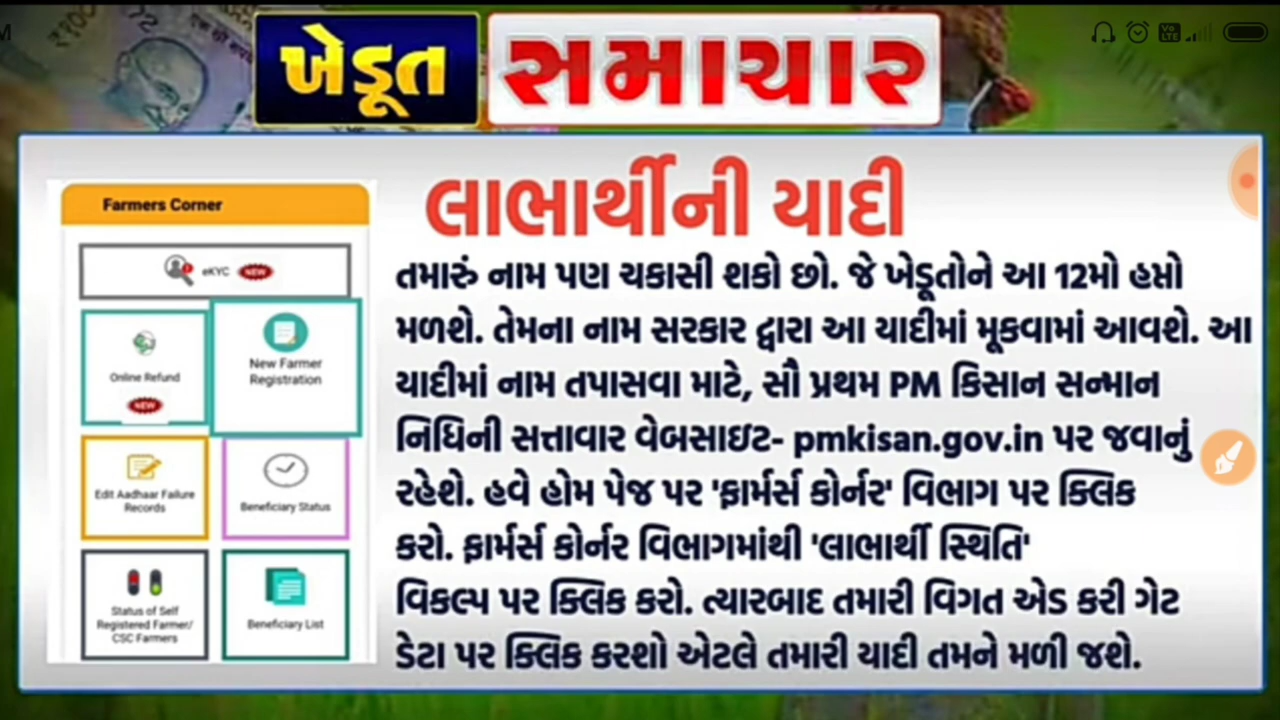 ખેડૂત સમાચાર
લાભાર્થીની યાદી
Farmers Corner
eKYC NEW
Online Refund
NEW
New Farmer
Registration
Edit Aadhaar Failure
Records
Beneficiary Status
Status of Self
Registered Farmer/
CSC Farmers
Beneficiary List
તમારું નામ પણ ચકાસી શકો છો. જે ખેડૂતોને આ 12મો હપ્તો
મળશે. તેમના નામ સરકાર દ્વારા આ યાદીમાં મૂકવામાં આવશે. આ
યાદીમાં નામ તપાસવા માટે, સૌ પ્રથમ PM કિસાન સન્માન
નિધિની સત્તાવાર વેબસાઇટ- pmkisan.gov.in પર જવાનું
રહેશે. હવે હોમ પેજ પર 'ફાર્મર્સ કોર્નર' વિભાગ પર ક્લિક
કરો. ફાર્મર્સ કોર્નર વિભાગમાંથી 'લાભાર્થી સ્થિતિ'
વિકલ્પ પર ક્લિક કરો. ત્યારબાદ તમારી વિગત એડ કરી ગેટ
ડેટા પર ક્લિક કરશો એટલે તમારી યાદી તમને મળી જશે.